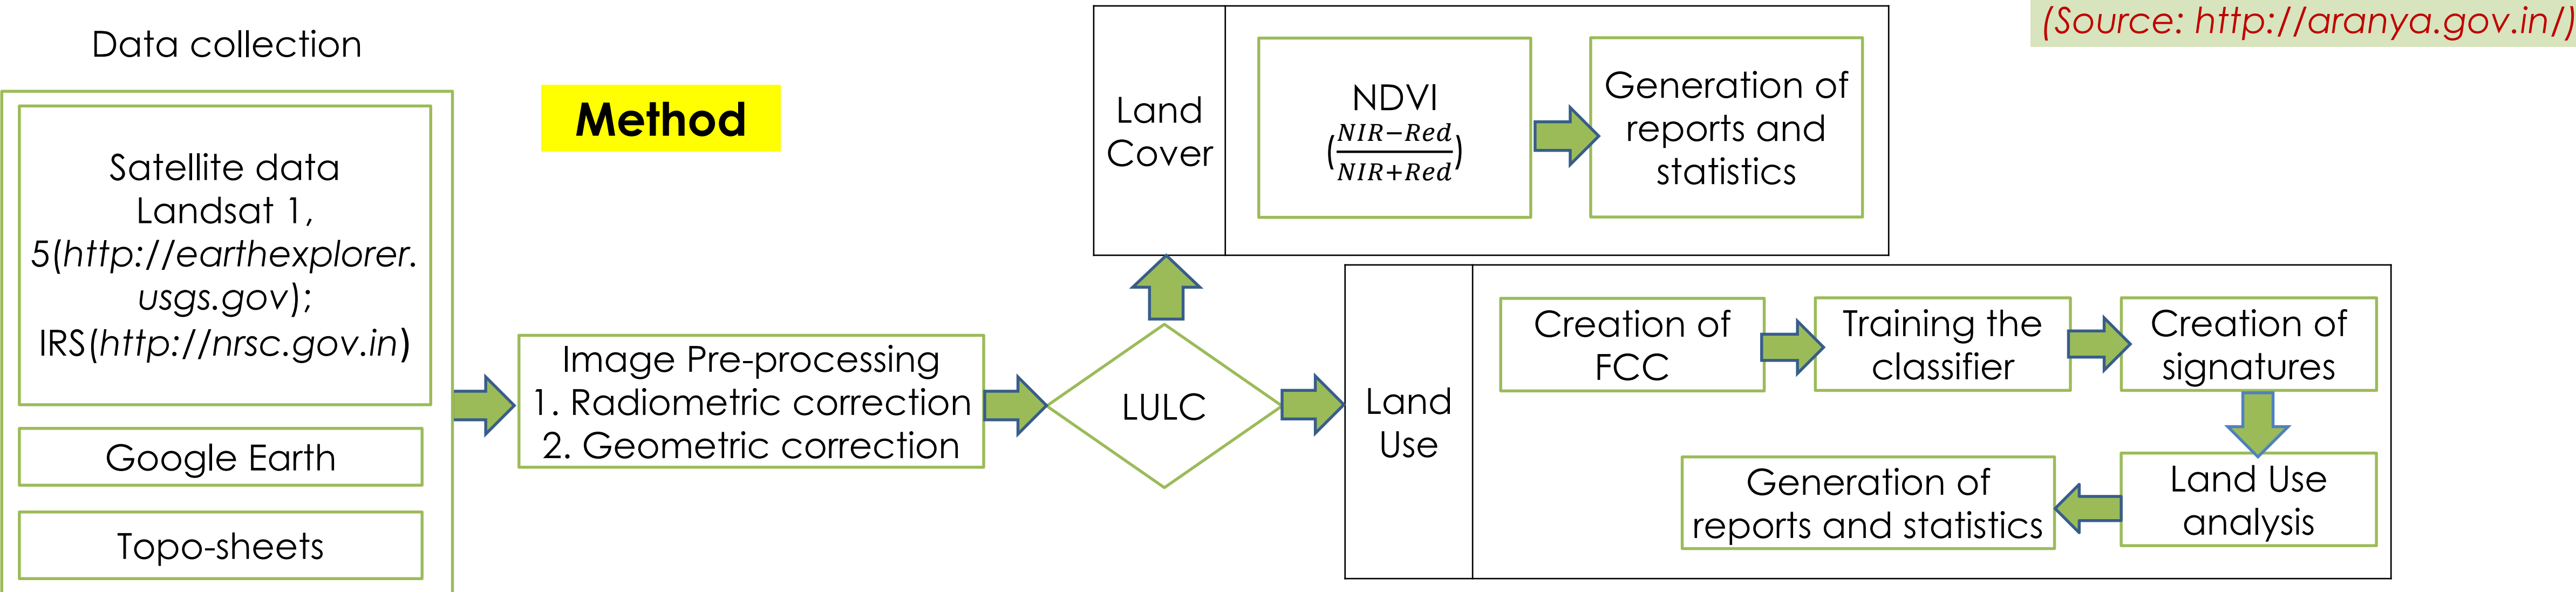 (Source: http://aranya.gov.in/)
Data collection
Method
Satellite data
Landsat 1,
5(http://earthexplorer.
usgs.gov);
IRS(http://nrsc.gov.in)
Google Earth
Topo-sheets
Image Pre-processing
1. Radiometric correction
2. Geometric correction
LULC
Land
Cover
NDVI
(NIR−Red
NIR+Red)
Generation of
reports and
statistics
Land
Use
Creation of
FCC
Training the
classifier
Creation of
signatures
Land Use
analysis
Generation of
reports and statistics